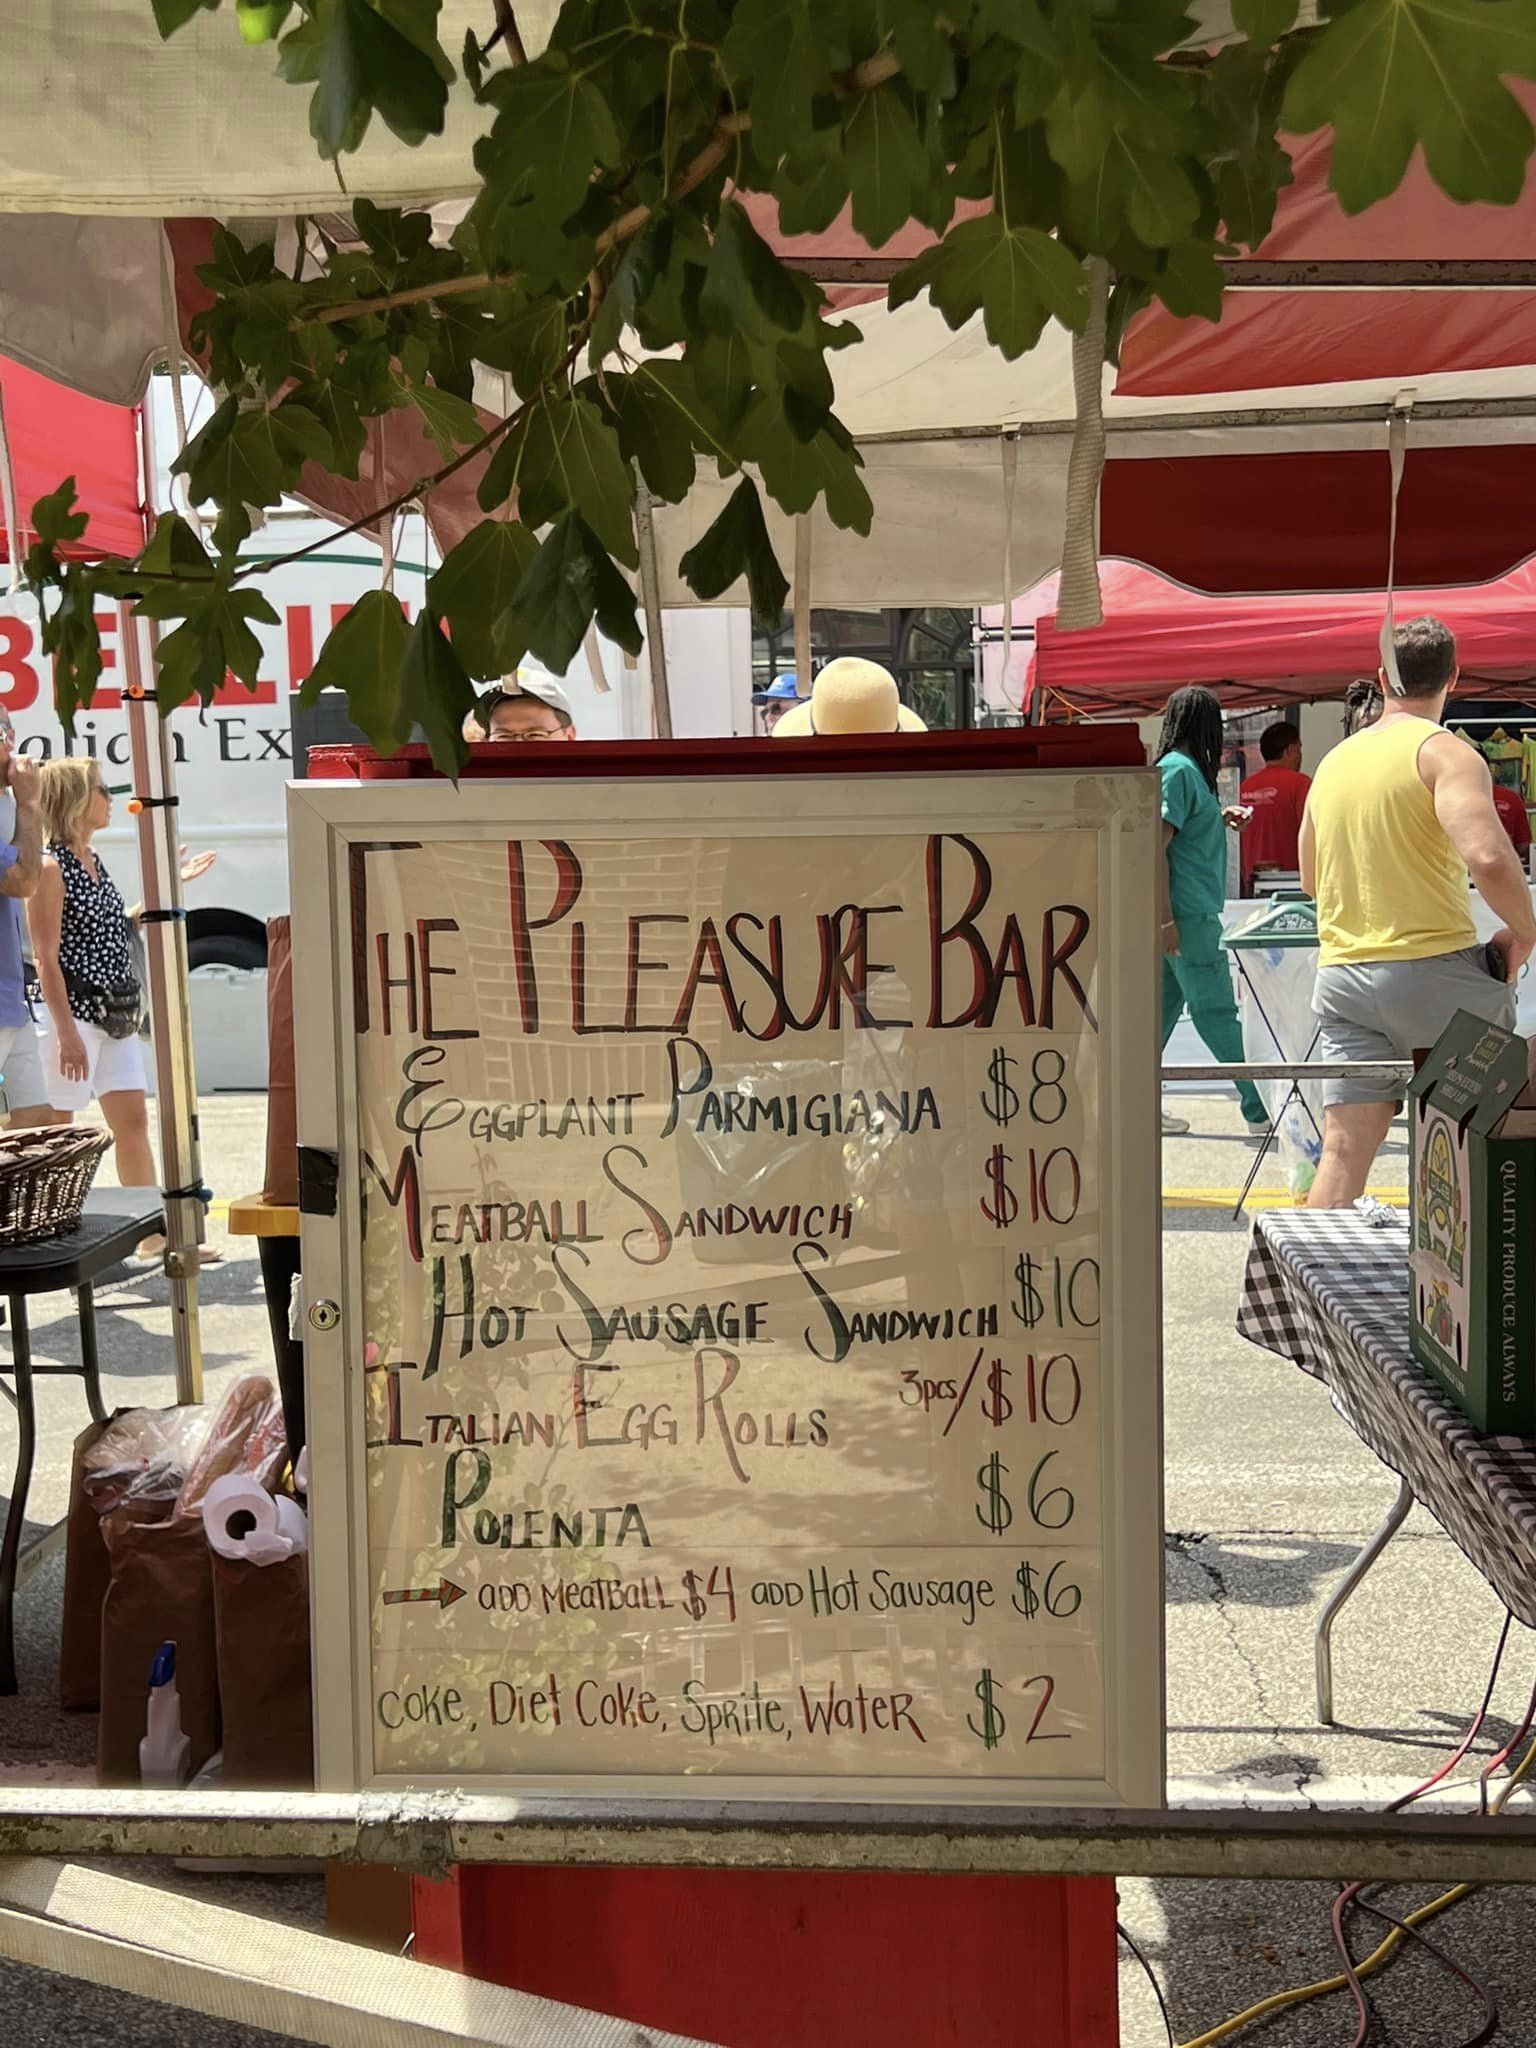 THE PLEASURE BAR
EGGPLANT PARMIGIANA $8
MEATBALL SANDWICH $10
HOT SAUSAGE SANDWICH $10
ITALIAN EGG ROLLS 3pcs/$10
POLENTA $6
ADD MEATBALL $4 ADD Hot Sausage $6
COKE, Diet Coke, Sprite, Water $2
QUALITY PRODUCE ALWAYS